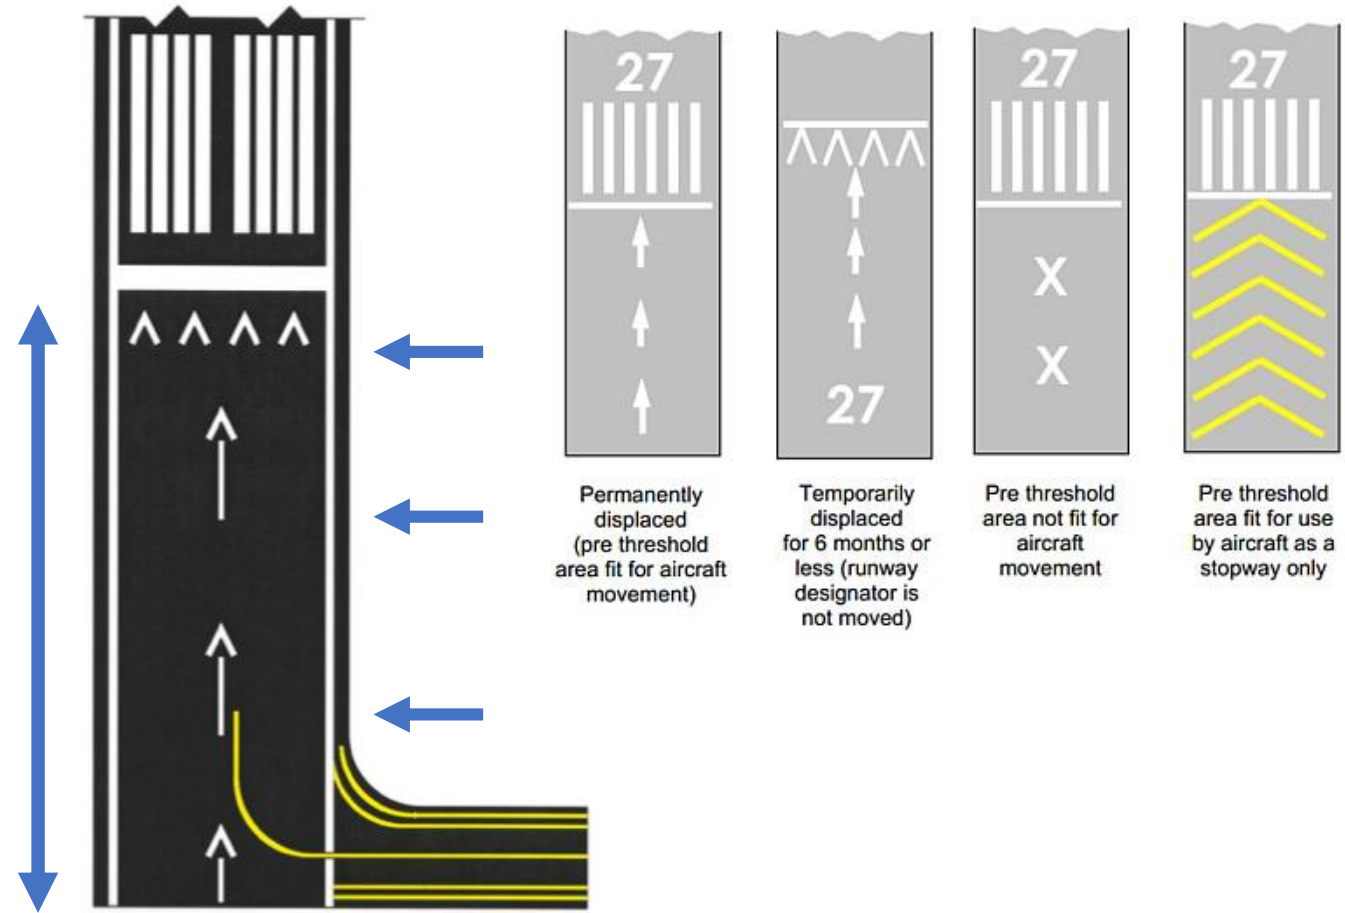 27
27
27
27
X
X
Permanently
displaced
(pre threshold
area fit for aircraft
movement)
Temporarily
displaced
for 6 months or
less (runway
designator is
not moved)
Pre threshold
area not fit for
aircraft
movement
Pre threshold
area fit for use
by aircraft as a
stopway only